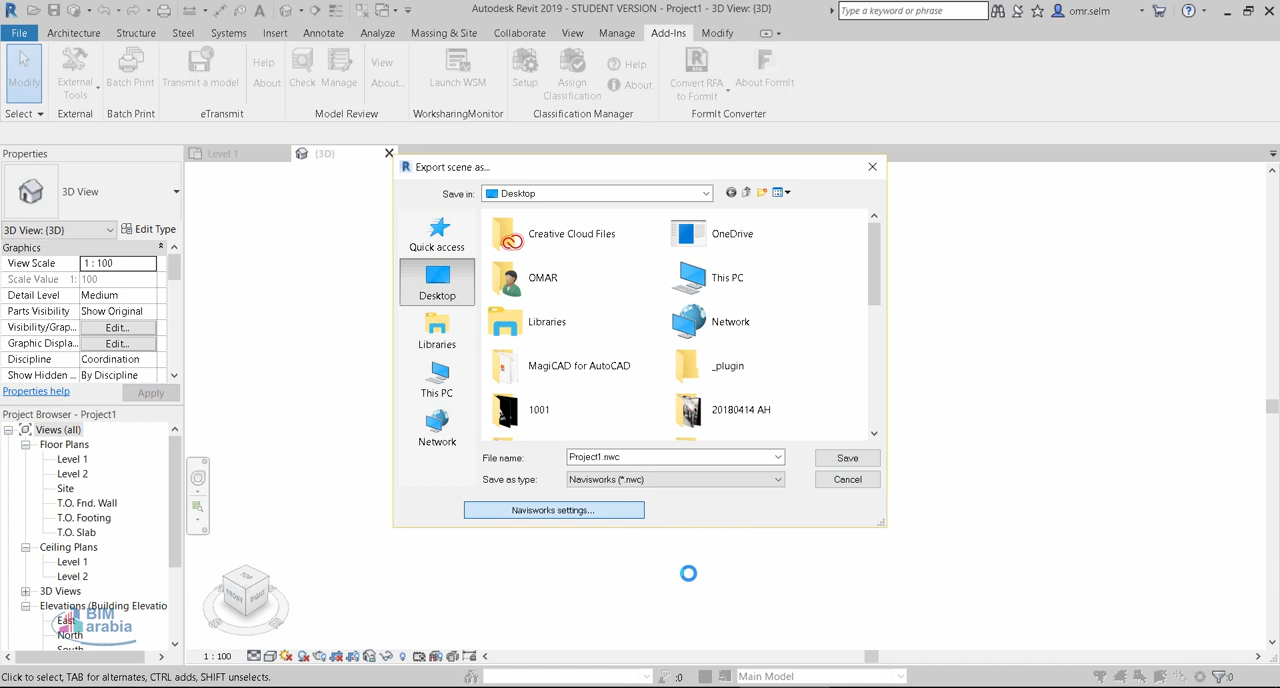 Autodesk Revit 2019 - STUDENT VERSION - Project1 - 3D View: {3D}
Type a keyword or phrase
omr.selm
File Architecture Structure Steel Systems Insert Annotate Analyze Massing & Site Collaborate View Manage Add-Ins Modify
Modify
External
Tools
Batch Print
Transmit a model
Help
About
Check
Manage
View
About...
Launch WSM
Setup
Assign
Classification
Help
About
Convert RFA
to FormIt
About FormIt
Select External Batch Print eTransmit Model Review WorksharingMonitor Classification Manager FormIt Converter
Properties
Level 1
{3D}
3D View
3D View: {3D}
Edit Type
Graphics
View Scale 1 : 100
Scale Value 1: 100
Detail Level Medium
Parts Visibility Show Original
Visibility/Grap... Edit...
Graphic Displa... Edit...
Discipline Coordination
Show Hidden ... By Discipline
Properties help
Apply
Project Browser - Project1
Views (all)
Floor Plans
Level 1
Level 2
Site
T.O. Fnd. Wall
T.O. Footing
T.O. Slab
Ceiling Plans
Level 1
Level 2
3D Views
Elevations (Building Elevatio
East
North
South
BIM
arabia
Export scene as...
Save in: Desktop
Quick access
Desktop
Libraries
This PC
Network
Creative Cloud Files
OneDrive
OMAR
This PC
Libraries
Network
MagiCAD for AutoCAD
_plugin
1001
20180414 AH
File name: Project1.nwc
Save
Save as type: Navisworks (*.nwc)
Cancel
Navisworks settings...
TOP
FRONT
RIGHT
1 : 100
Click to select, TAB for alternates, CTRL adds, SHIFT unselects.
:0
Main Model
:0